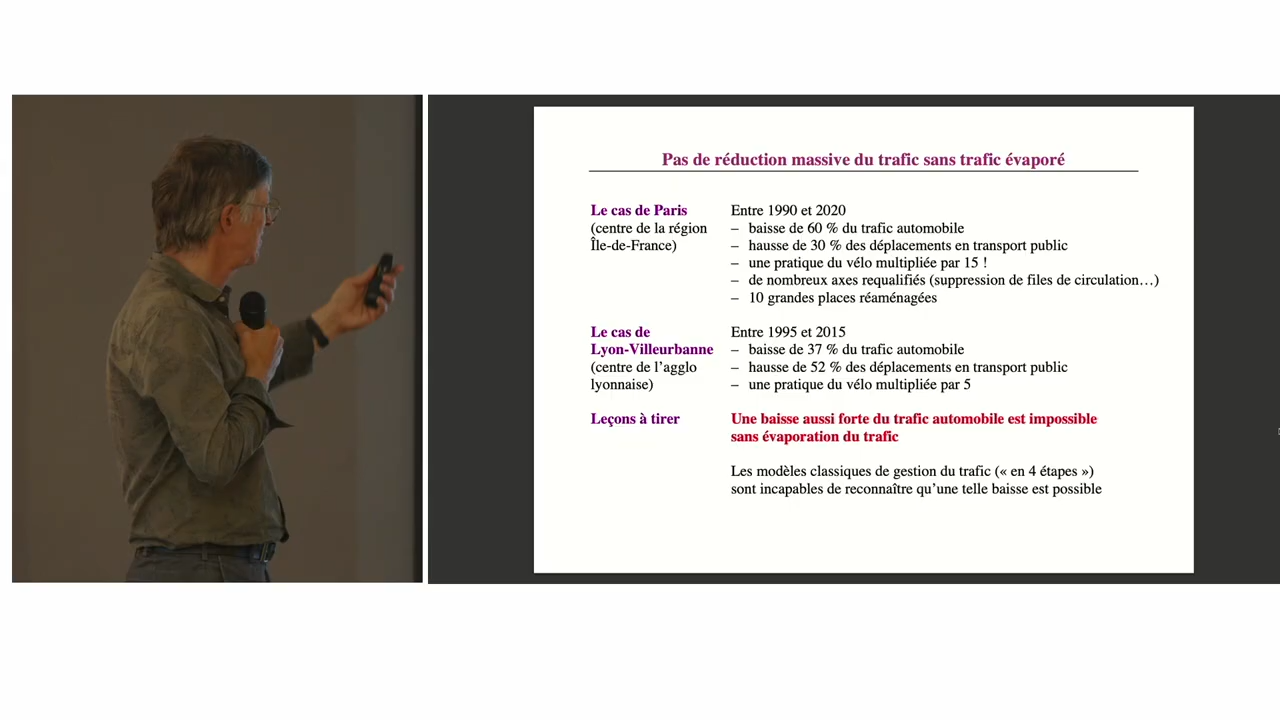 Pas de réduction massive du trafic sans trafic évaporé
Le cas de Paris
(centre de la région
Île-de-France)
Entre 1990 et 2020
– baisse de 60 % du trafic automobile
– hausse de 30 % des déplacements en transport public
– une pratique du vélo multipliée par 15 !
– de nombreux axes requalifiés (suppression de files de circulation…)
– 10 grandes places réaménagées
Le cas de
Lyon-Villeurbanne
(centre de l’agglo
lyonnaise)
Entre 1995 et 2015
– baisse de 37 % du trafic automobile
– hausse de 52 % des déplacements en transport public
– une pratique du vélo multipliée par 5
Leçons à tirer
Une baisse aussi forte du trafic automobile est impossible
sans évaporation du trafic
Les modèles classiques de gestion du trafic (« en 4 étapes »)
sont incapables de reconnaître qu’une telle baisse est possible